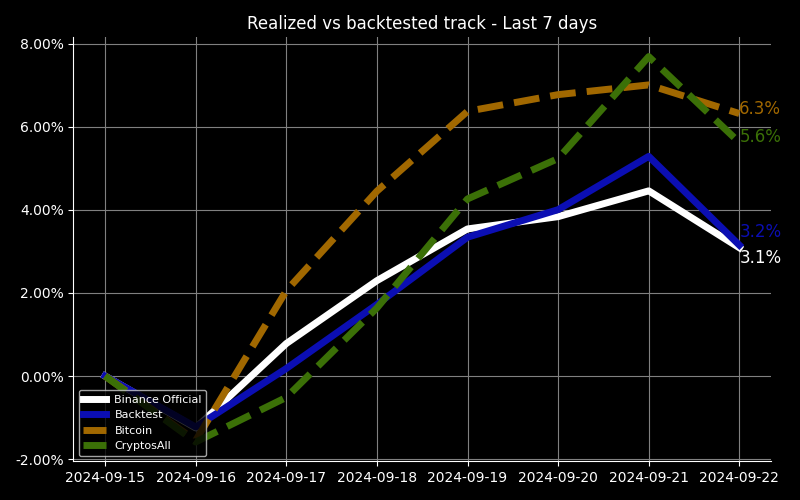 Realized vs backtested track - Last 7 days
8.00%
6.00%
4.00%
2.00%
0.00%
-2.00%
6.3%
5.6%
3.2%
3.1%
Binance Official
Backtest
Bitcoin
CryptosAll
2024-09-15 2024-09-16 2024-09-17 2024-09-18 2024-09-19 2024-09-20 2024-09-21 2024-09-22